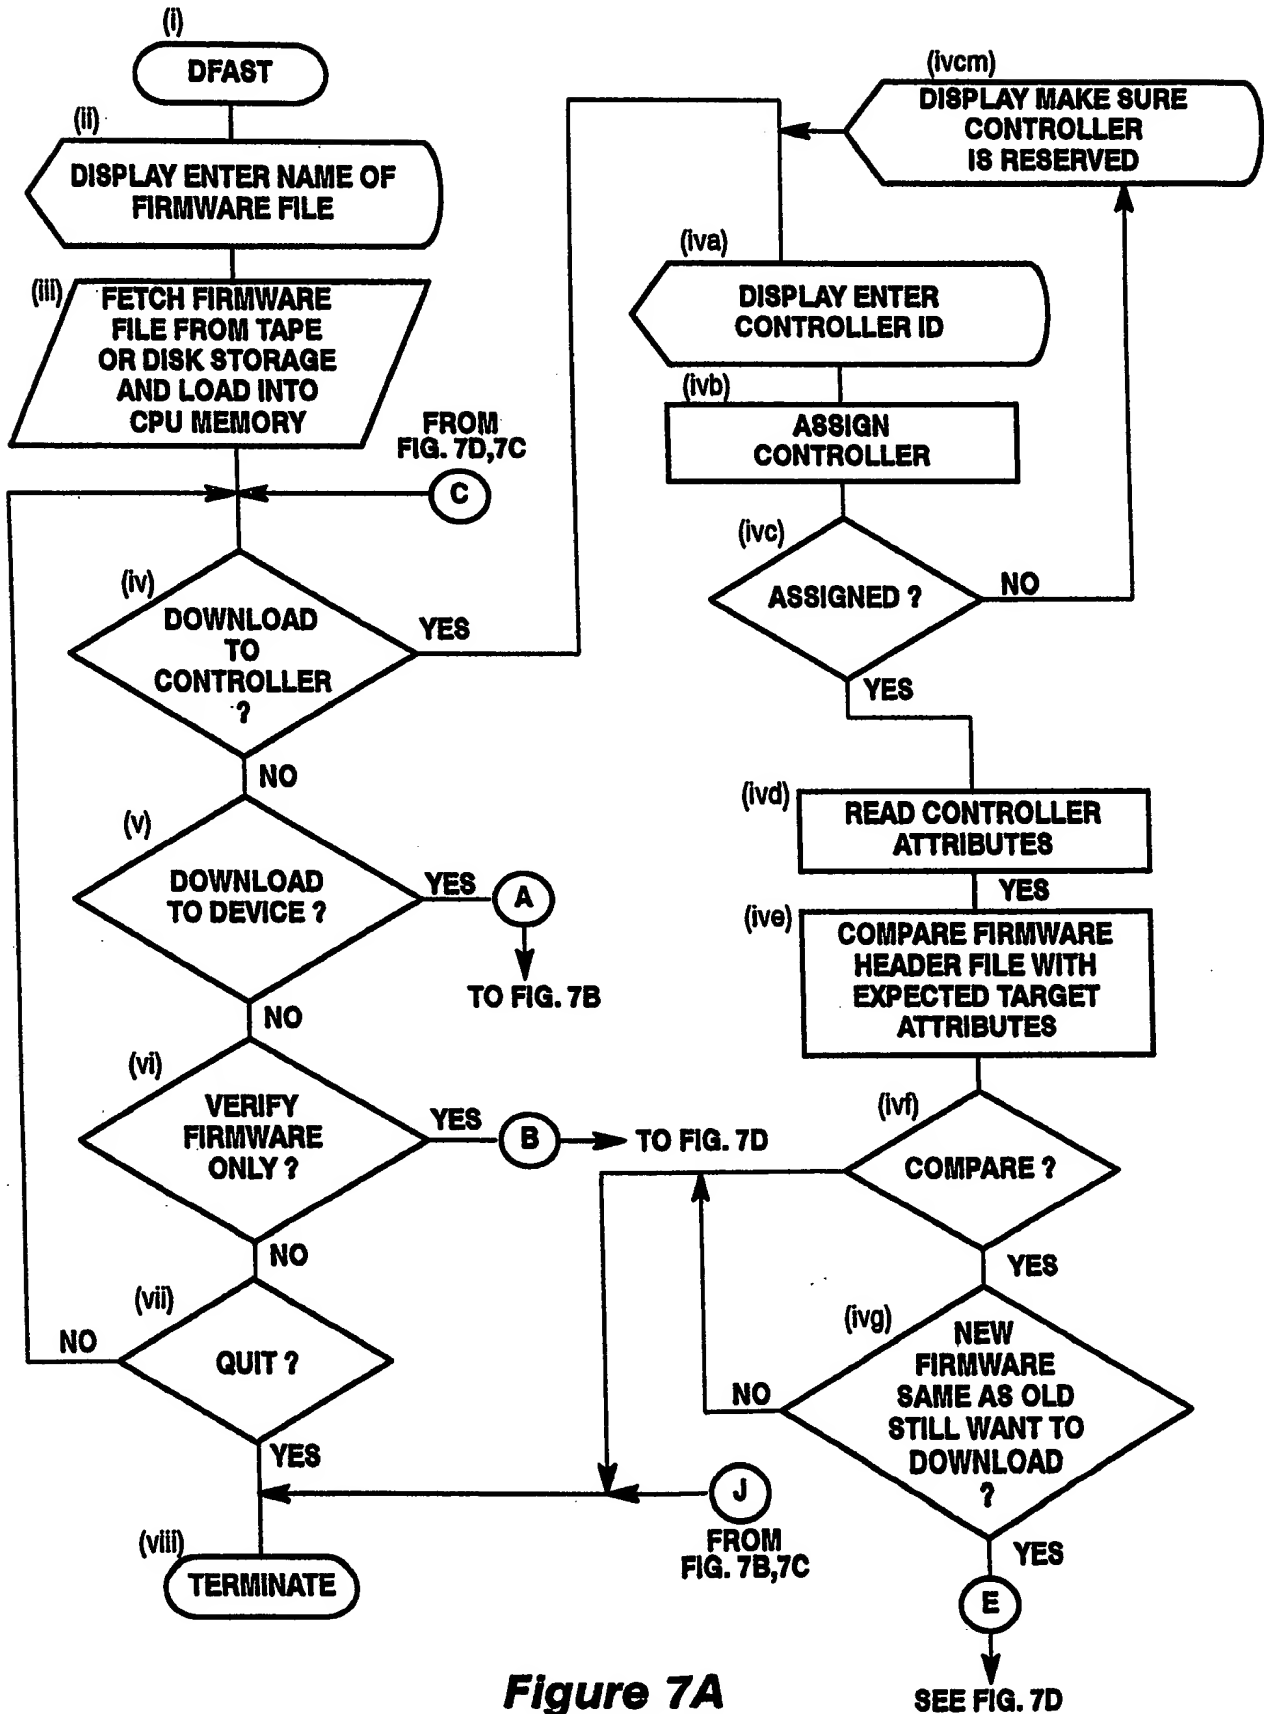 (i)
DFAST
(ii)
DISPLAY ENTER NAME OF
FIRMWARE FILE
(iii)
FETCH FIRMWARE
FILE FROM TAPE
OR DISK STORAGE
AND LOAD INTO
CPU MEMORY
FROM
FIG. 7D,7C
C
(iv)
DOWNLOAD
TO
CONTROLLER
?
YES
NO
(v)
DOWNLOAD
TO DEVICE ?
YES
A
TO FIG. 7B
NO
(vi)
VERIFY
FIRMWARE
ONLY ?
YES
B
TO FIG. 7D
NO
(vii)
QUIT ?
NO
YES
(viii)
TERMINATE
(ivcm)
DISPLAY MAKE SURE
CONTROLLER
IS RESERVED
(iva)
DISPLAY ENTER
CONTROLLER ID
(ivb)
ASSIGN
CONTROLLER
(ivc)
ASSIGNED ?
NO
YES
(ivd)
READ CONTROLLER
ATTRIBUTES
YES
(ive)
COMPARE FIRMWARE
HEADER FILE WITH
EXPECTED TARGET
ATTRIBUTES
(ivf)
COMPARE ?
YES
(ivg)
NEW
FIRMWARE
SAME AS OLD
STILL WANT TO
DOWNLOAD
?
NO
YES
J
FROM
FIG. 7B,7C
E
SEE FIG. 7D
Figure 7A